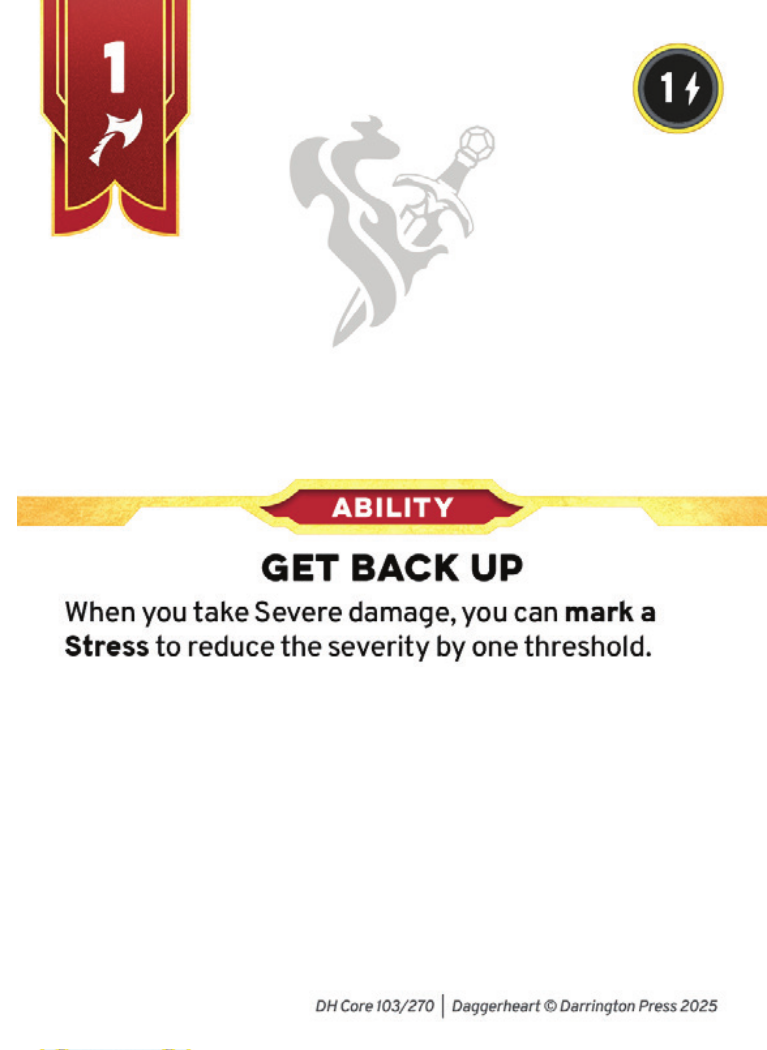 1
1
ABILITY
GET BACK UP
When you take Severe damage, you can mark a
Stress to reduce the severity by one threshold.
DH Core 103/270 | Daggerheart © Darrington Press 2025